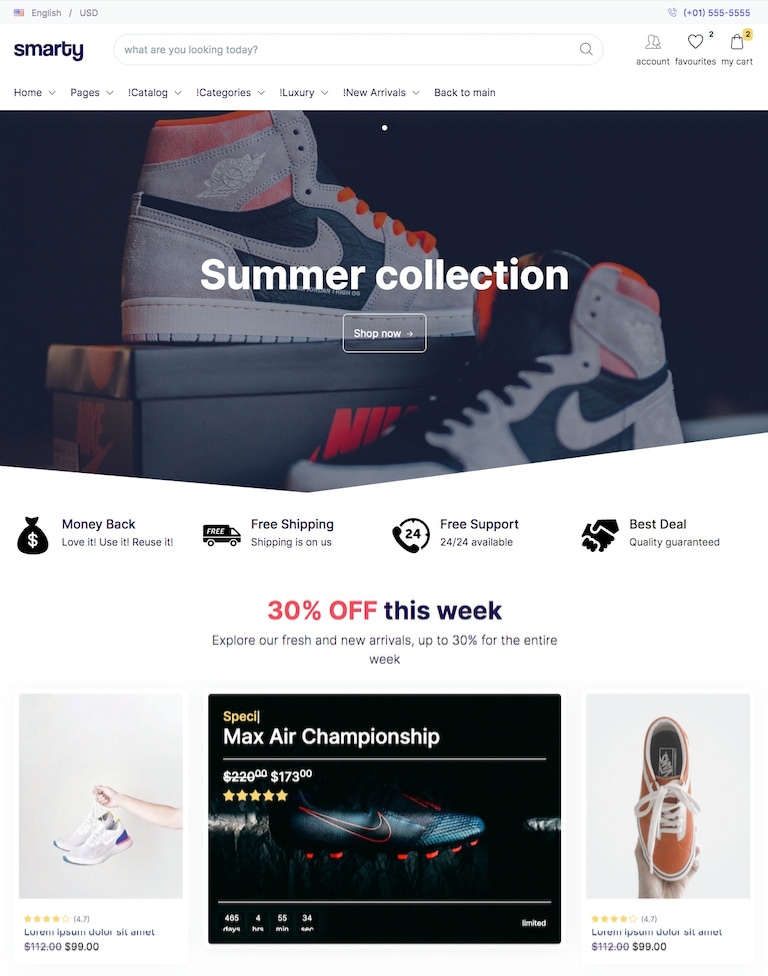 English / USD
(+01) 555-5555
smarty
what are you looking today?
2
2
account favourites my cart
Home Pages !Catalog !Categories !Luxury !New Arrivals Back to main
Summer collection
Shop now →
NIKE
Money Back
Love it! Use it! Reuse it!
FREE
Free Shipping
Shipping is on us
24
Free Support
24/24 available
Best Deal
Quality guaranteed
30% OFF this week
Explore our fresh and new arrivals, up to 30% for the entire
week
Speci|
Max Air Championship
$220⁰⁰ $173⁰⁰
465 4 55 34
days hrs min sec
limited
(4.7)
Lorem ipsum dolor sit amet
$112.00 $99.00
VANS
(4.7)
Lorem ipsum dolor sit amet
$112.00 $99.00